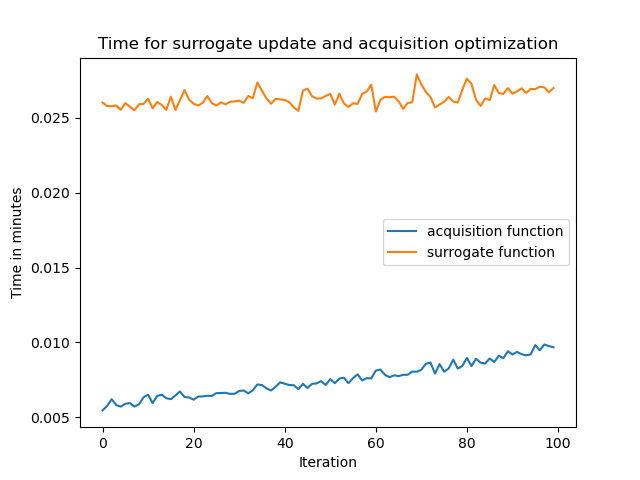 Time for surrogate update and acquisition optimization
Time in minutes
0.025
0.020
0.015
0.010
0.005
acquisition function
surrogate function
0 20 40 60 80 100
Iteration